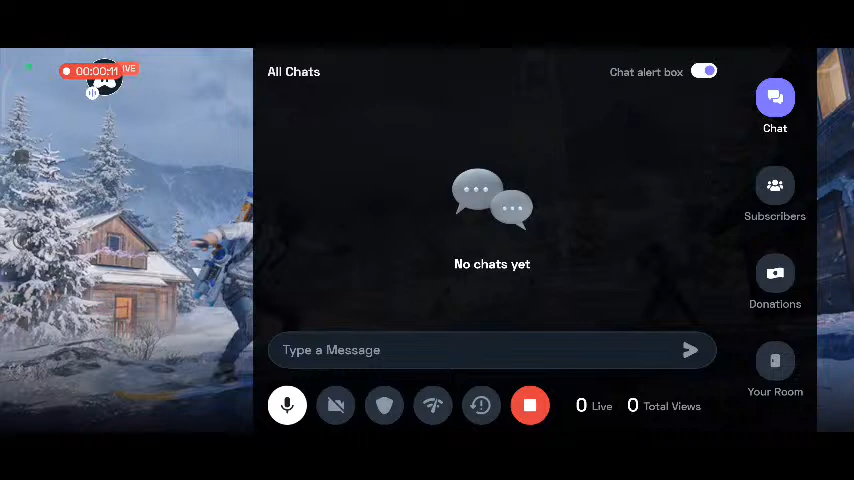 00:00:11
IVE
All Chats
Chat alert box
Chat
Subscribers
No chats yet
Donations
Type a Message
Your Room
0 Live 0 Total Views